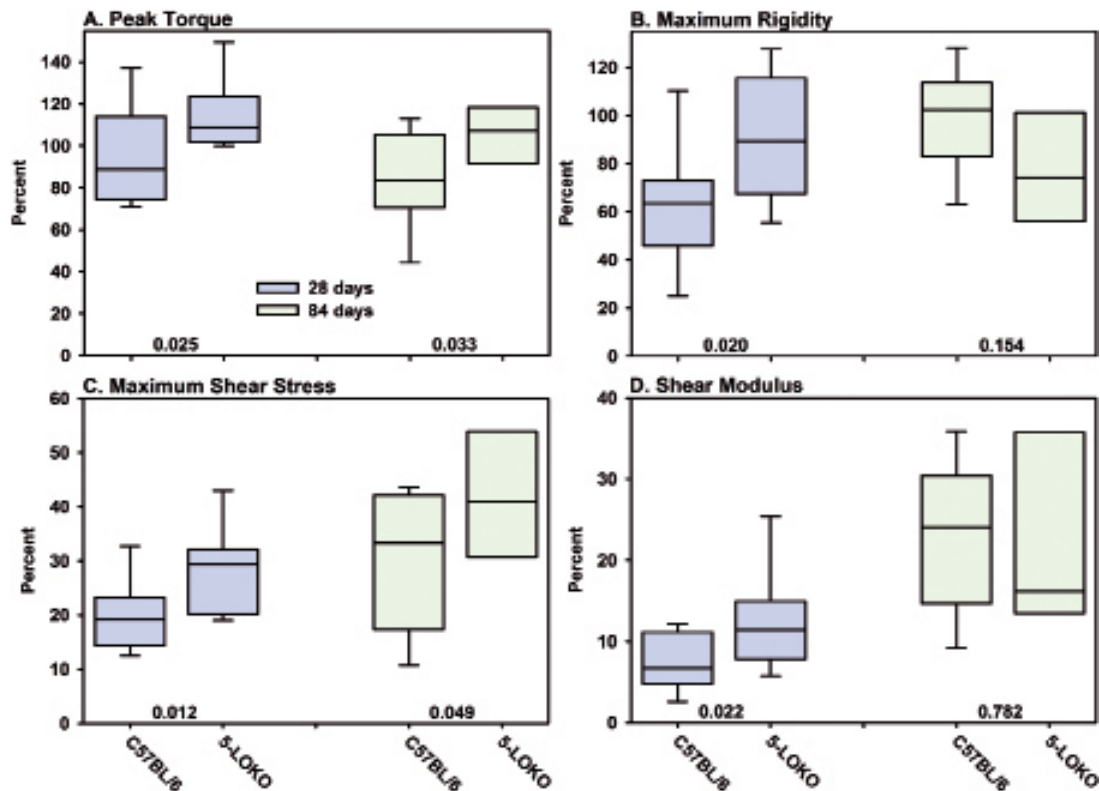 A. Peak Torque
Percent
140
120
100
80
60
40
20
0
28 days
84 days
0.025
0.033
B. Maximum Rigidity
Percent
120
100
80
60
40
20
0
0.020
0.154
C. Maximum Shear Stress
Percent
60
50
40
30
20
10
0
0.012
0.049
C57BL/6
5-LOKO
C57BL/6
5-LOKO
D. Shear Modulus
Percent
40
30
20
10
0
0.022
0.782
C57BL/6
5-LOKO
C57BL/6
5-LOKO